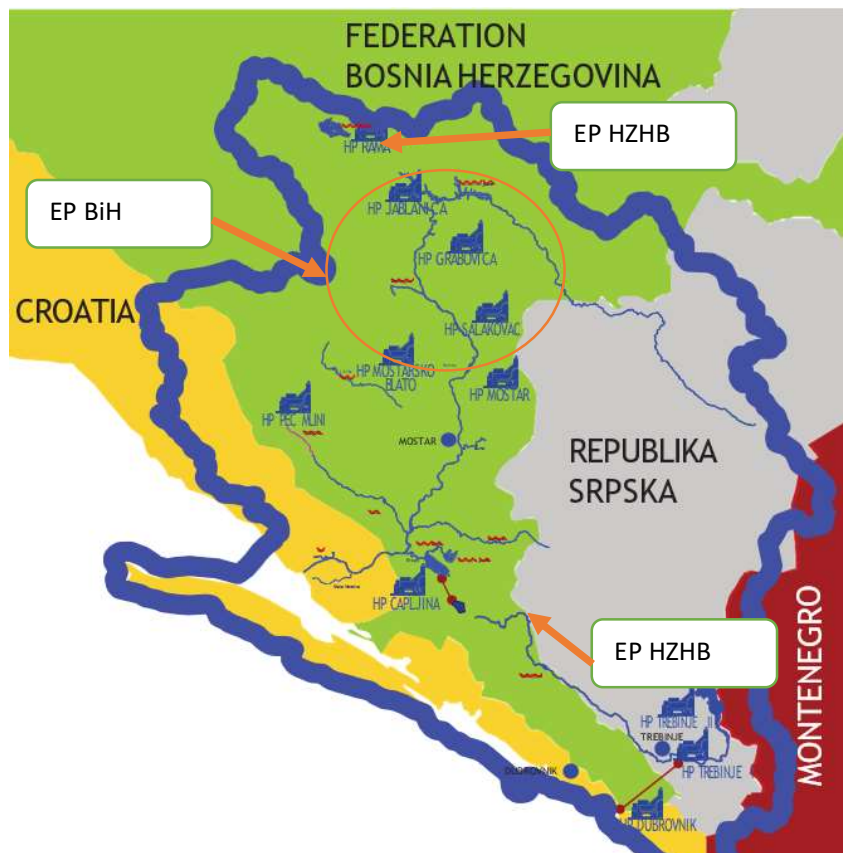 FEDERATION
BOSNIA HERZEGOVINA
EP HZHB
HP RAMA
EP BiH
HP JABLANICA
HP GRABOVICA
CROATIA
HP SALAKOVAC
HP MOSTARSKO
BLATO
HP MOSTAR
HP PEC MLINI
MOSTAR
REPUBLIKA
SRPSKA
HP CAPLJINA
EP HZHB
MONTENEGRO
HP TREBINJE II
TREBINJE
HP TREBINJE
DUBROVNIK
HP DUBROVNIK